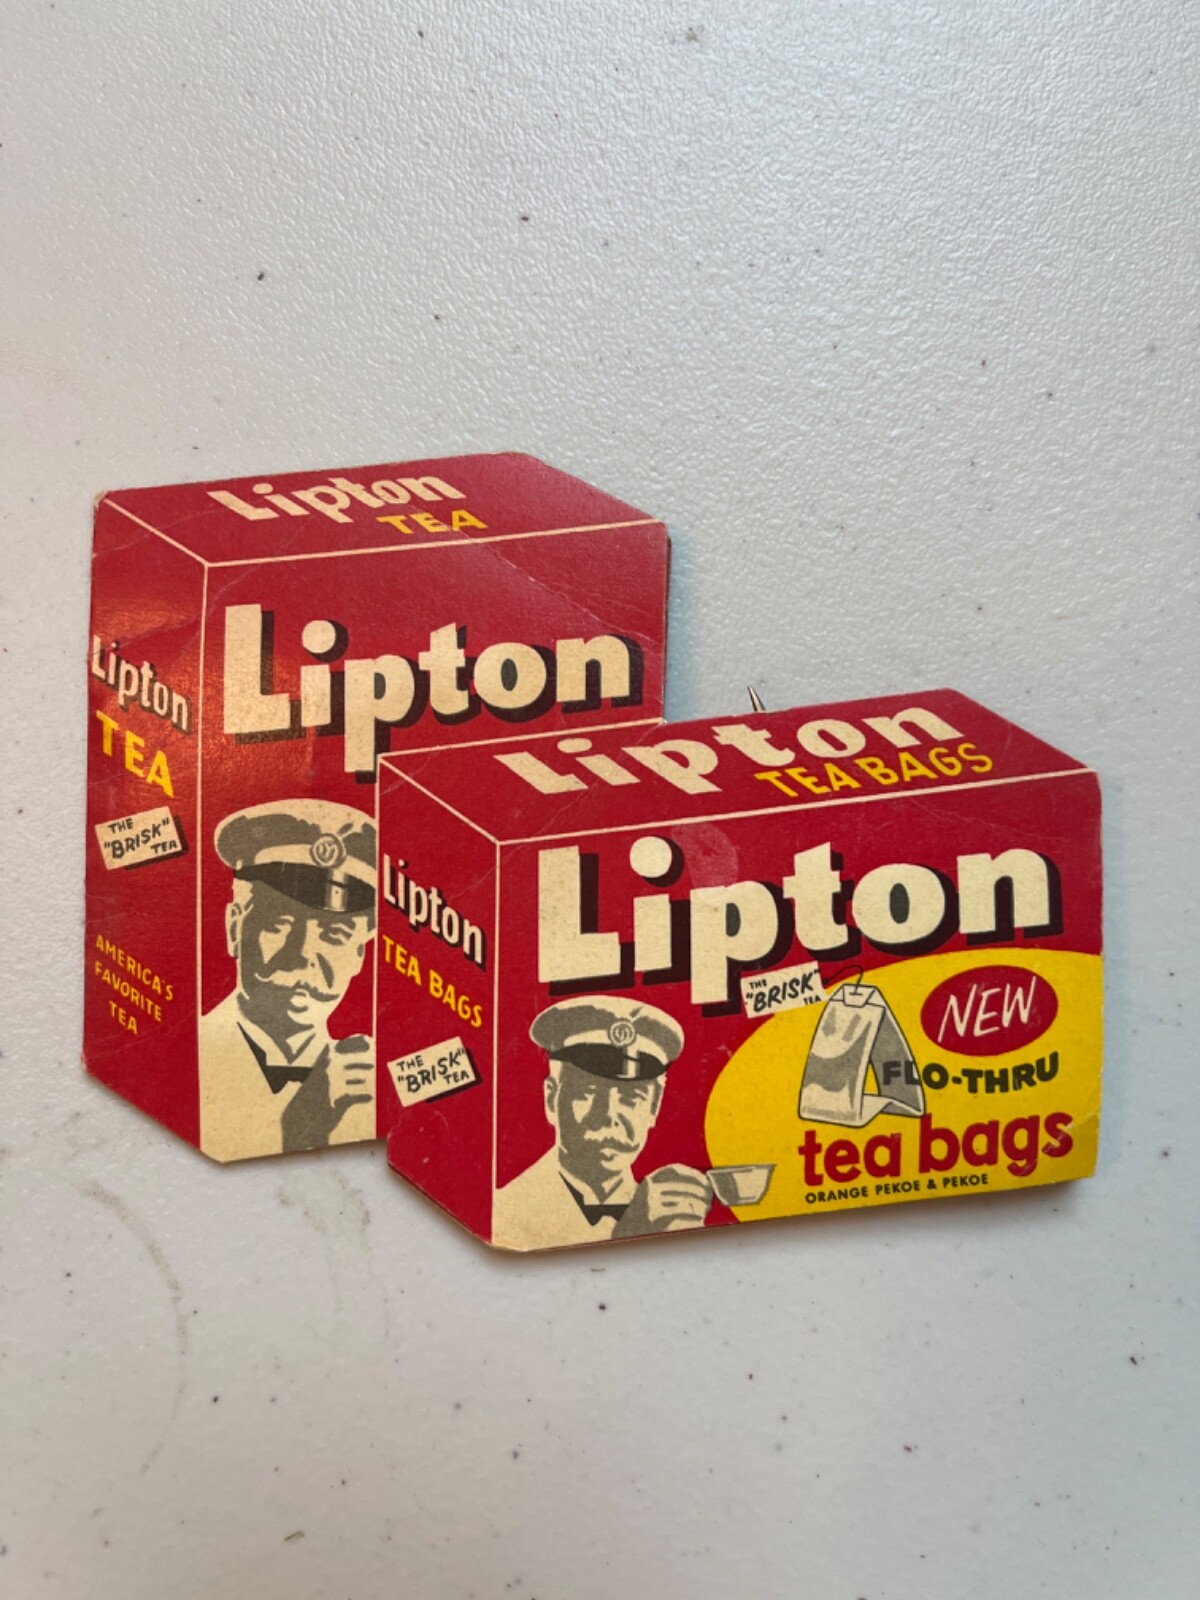 Lipton
TEA
Lipton
TEA
THE
"BRISK"
TEA
AMERICA'S
FAVORITE
TEA
Lipton
Lipton
TEA BAGS
Lipton
TEA BAGS
THE
"BRISK"
TEA
Lipton
THE
"BRISK"
TEA
NEW
FLO-THRU
tea bags
ORANGE PEKOE & PEKOE